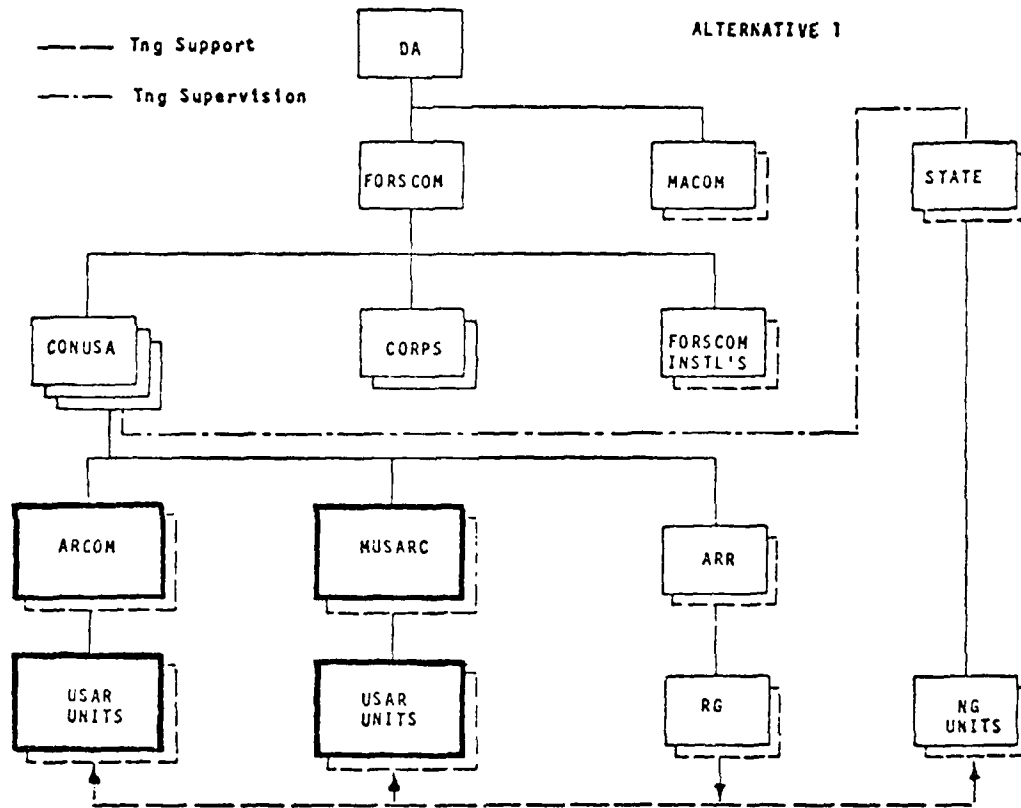 ALTERNATIVE 1
Tng Support
Tng Supervision
DA
FORSCOM
MACOM
STATE
CONUSA
CORPS
FORSCOM
INSTL'S
ARCOM
MUSARC
ARR
USAR
UNITS
USAR
UNITS
RG
NG
UNITS